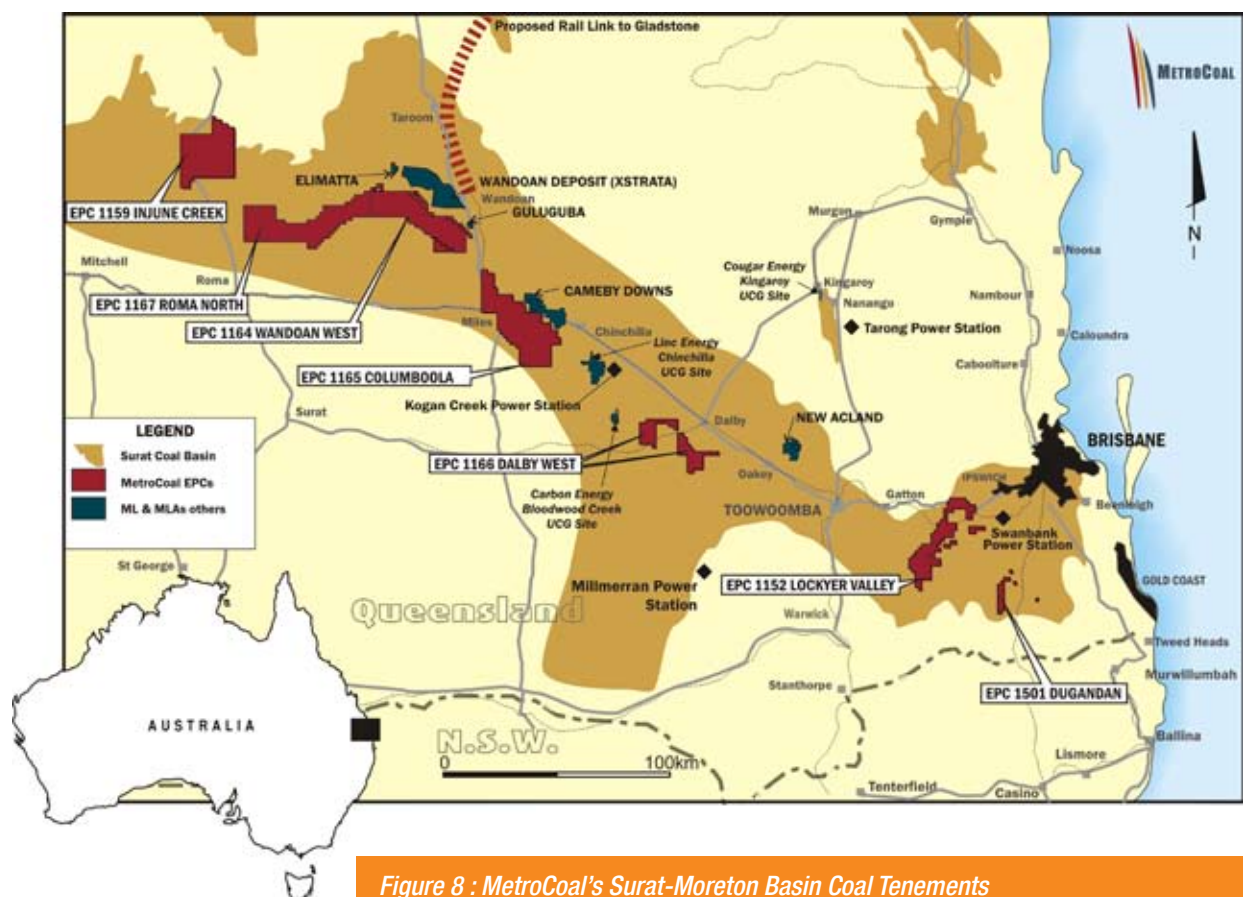 Proposed Rail Link to Gladstone
METROCOAL
N
Taroom
ELIMATTA
WANDOAN DEPOSIT (XSTRATA)
Wandoan
EPC 1159 INJUNE CREEK
GULUGUBA
Murgon
Gympie
Noosa
Mitchell
Roma
Cougar Energy
Kingaroy
UCG Site
Kingaroy
Nanango
Nambour
EPC 1167 ROMA NORTH
CAMEBY DOWNS
Miles
Chinchilla
Tarong Power Station
Caloundra
EPC 1164 WANDOAN WEST
Linc Energy
Chinchilla
UCG Site
Caboolture
EPC 1165 COLUMBOOLA
Kogan Creek Power Station
Surat
Dalby
NEW ACLAND
BRISBANE
LEGEND
Surat Coal Basin
MetroCoal EPCs
ML & MLAs others
EPC 1166 DALBY WEST
Oakey
IPSWICH
Carbon Energy
Bloodwood Creek
UCG Site
TOOWOOMBA
Gatton
Beenleigh
Swanbank
Power Station
St George
Millmerran Power
Station
EPC 1152 LOCKYER VALLEY
GOLD COAST
Queensland
Warwick
Tweed Heads
Stanthorpe
EPC 1501 DUGANDAN
Murwillumbah
AUSTRALIA
N.S.W.
100km
Ballina
Lismore
Tenterfield
Casino
Figure 8 : MetroCoal's Surat-Moreton Basin Coal Tenements